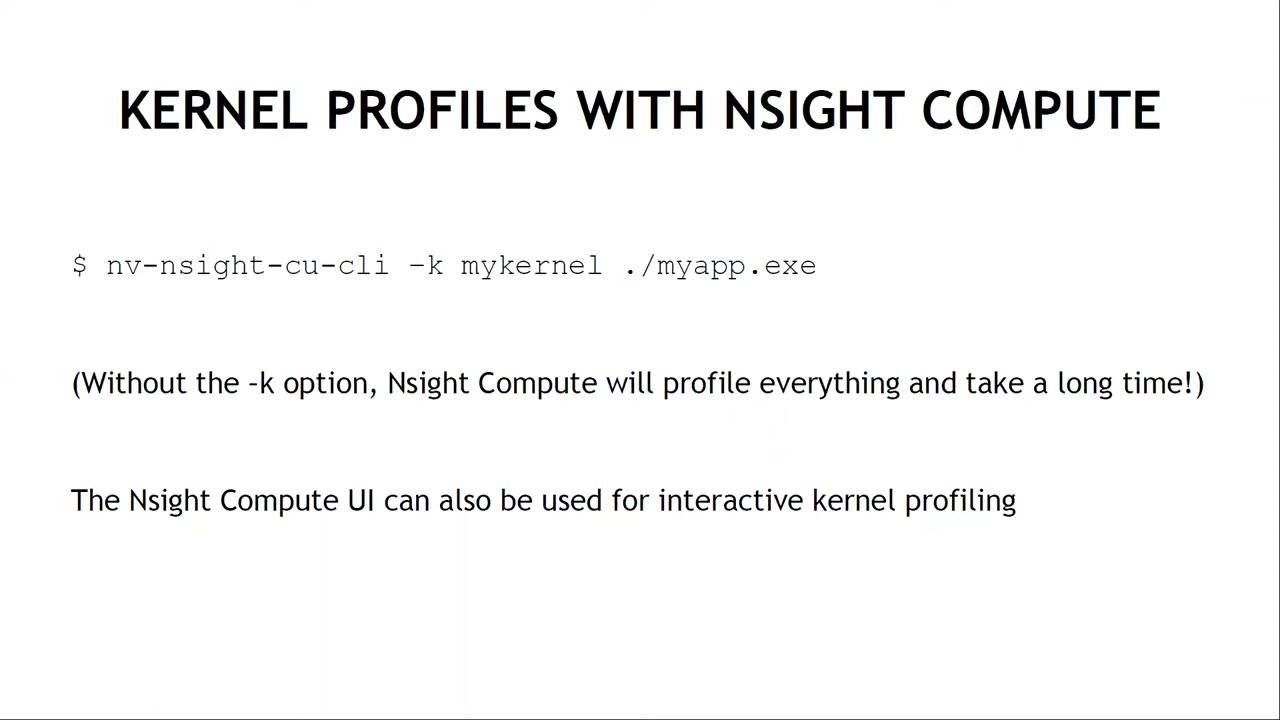 KERNEL PROFILES WITH NSIGHT COMPUTE
$ nv-nsight-cu-cli –k mykernel ./myapp.exe
(Without the –k option, Nsight Compute will profile everything and take a long time!)
The Nsight Compute UI can also be used for interactive kernel profiling